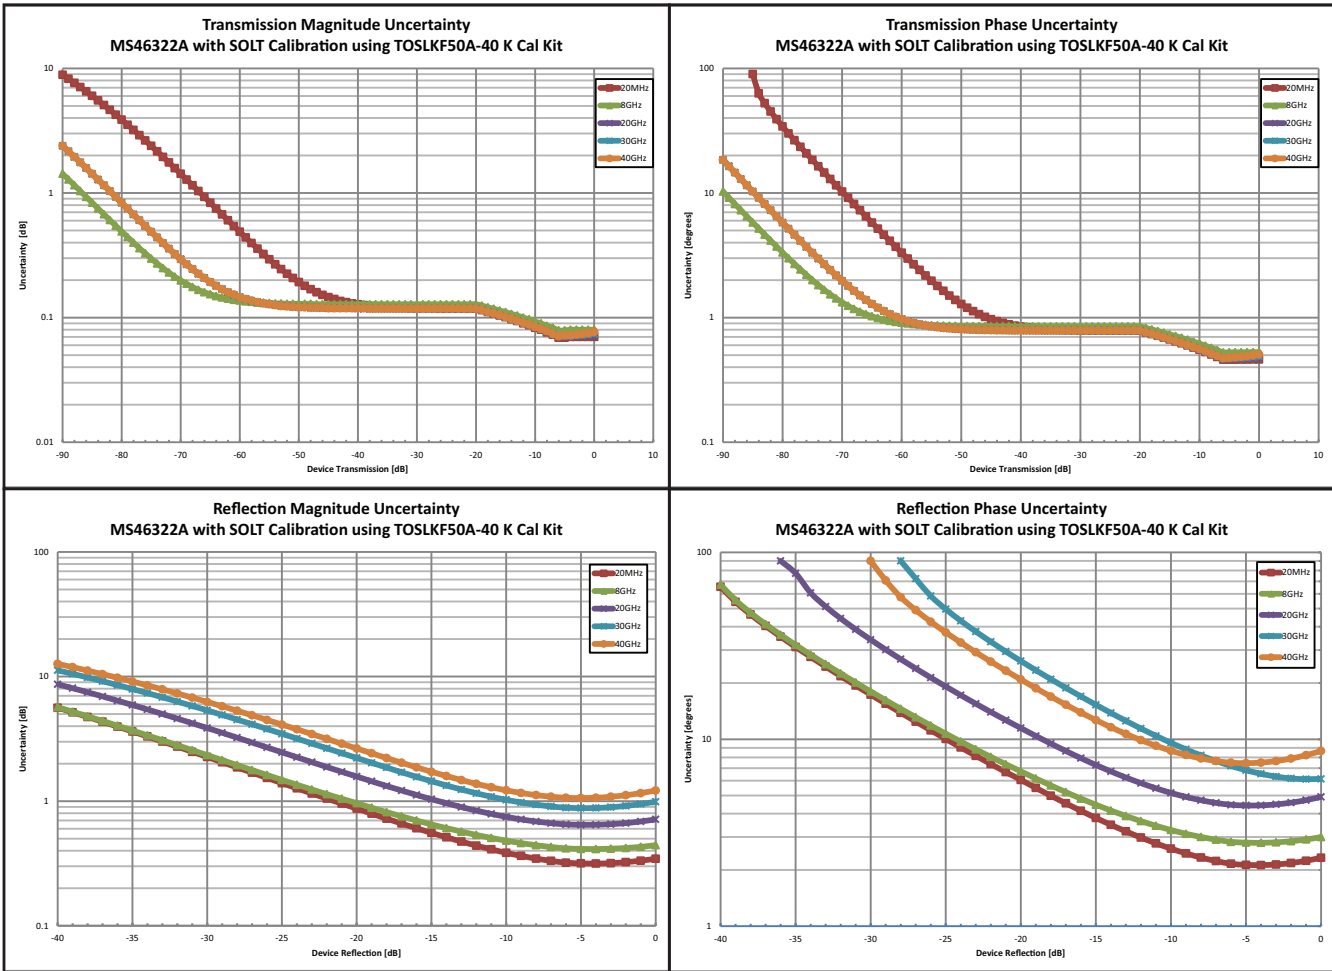 Transmission Magnitude Uncertainty
MS46322A with SOLT Calibration using TOSLKF50A-40 K Cal Kit
10
1
0.1
0.01
Uncertainty [dB]
20MHz
8GHz
20GHz
30GHz
40GHz
-90 -80 -70 -60 -50 -40 -30 -20 -10 0 10
Device Transmission [dB]
Transmission Phase Uncertainty
MS46322A with SOLT Calibration using TOSLKF50A-40 K Cal Kit
100
10
1
0.1
Uncertainty [degrees]
20MHz
8GHz
20GHz
30GHz
40GHz
-90 -80 -70 -60 -50 -40 -30 -20 -10 0 10
Device Transmission [dB]
Reflection Magnitude Uncertainty
MS46322A with SOLT Calibration using TOSLKF50A-40 K Cal Kit
100
10
1
0.1
Uncertainty [dB]
20MHz
8GHz
20GHz
30GHz
40GHz
-40 -35 -30 -25 -20 -15 -10 -5 0
Device Reflection [dB]
Reflection Phase Uncertainty
MS46322A with SOLT Calibration using TOSLKF50A-40 K Cal Kit
100
10
1
Uncertainty [degrees]
20MHz
8GHz
20GHz
30GHz
40GHz
-40 -35 -30 -25 -20 -15 -10 -5 0
Device Reflection [dB]